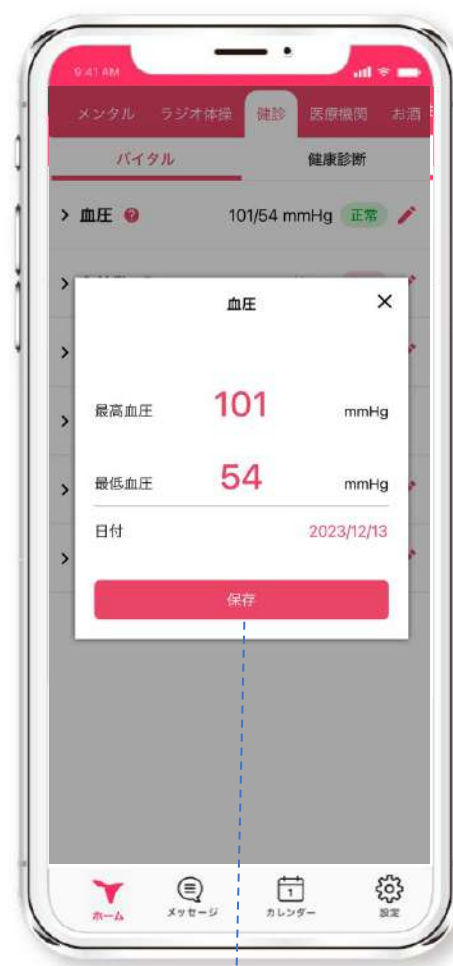 9:41 AM
メンタル ラジオ体操 健診 医療機関 お酒
バイタル 健康診断
血圧 ? 101/54 mmHg 正常
血圧 ×
最高血圧 101 mmHg
最低血圧 54 mmHg
日付 2023/12/13
保存
1
ホーム メッセージ カレンダー 設定